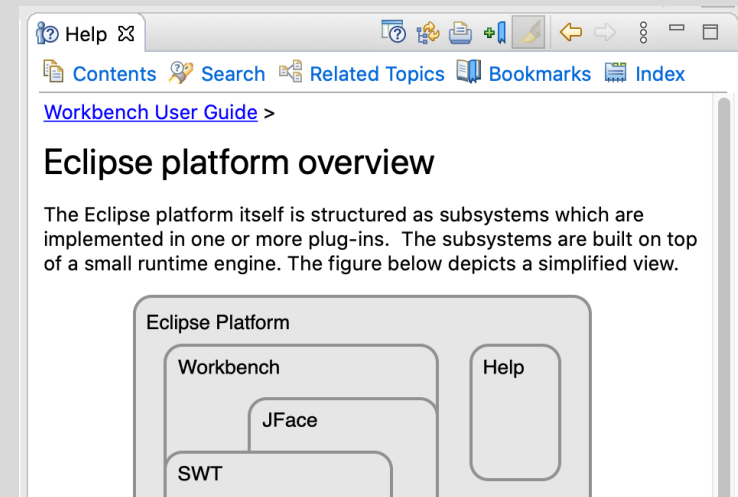 Help
Contents Search Related Topics Bookmarks Index
Workbench User Guide >
Eclipse platform overview
The Eclipse platform itself is structured as subsystems which are
implemented in one or more plug-ins.  The subsystems are built on top
of a small runtime engine. The figure below depicts a simplified view.
Eclipse Platform
Workbench
Help
JFace
SWT